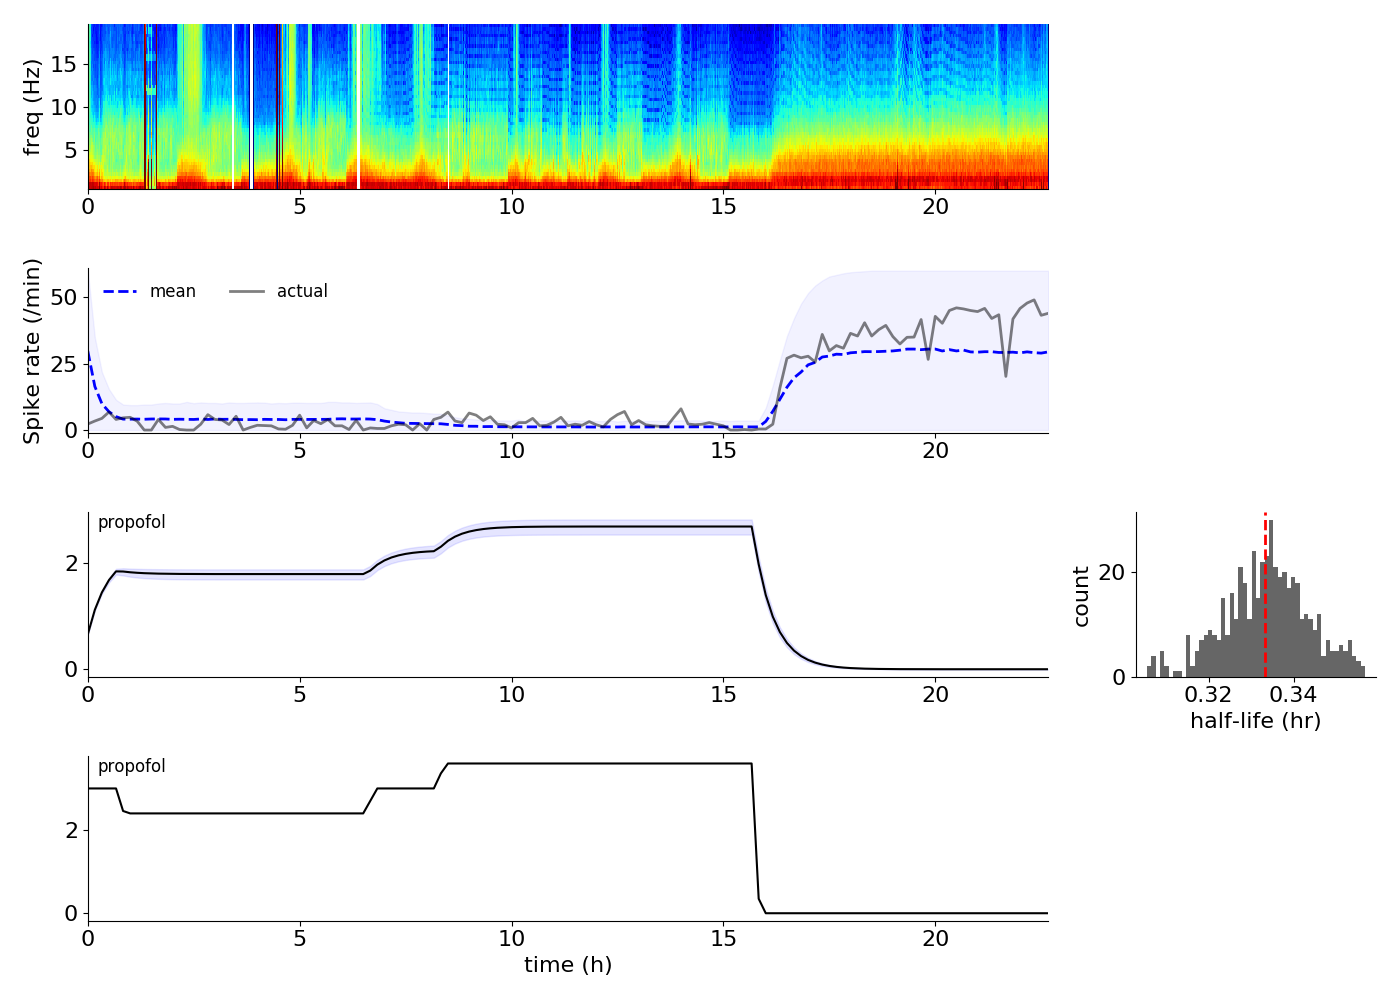 freq (Hz)
15
10
5
0 5 10 15 20
Spike rate (/min)
50
25
0
mean actual
0 5 10 15 20
propofol
2
0
0 5 10 15 20
count
20
0
0.32 0.34
half-life (hr)
propofol
2
0
0 5 10 15 20
time (h)